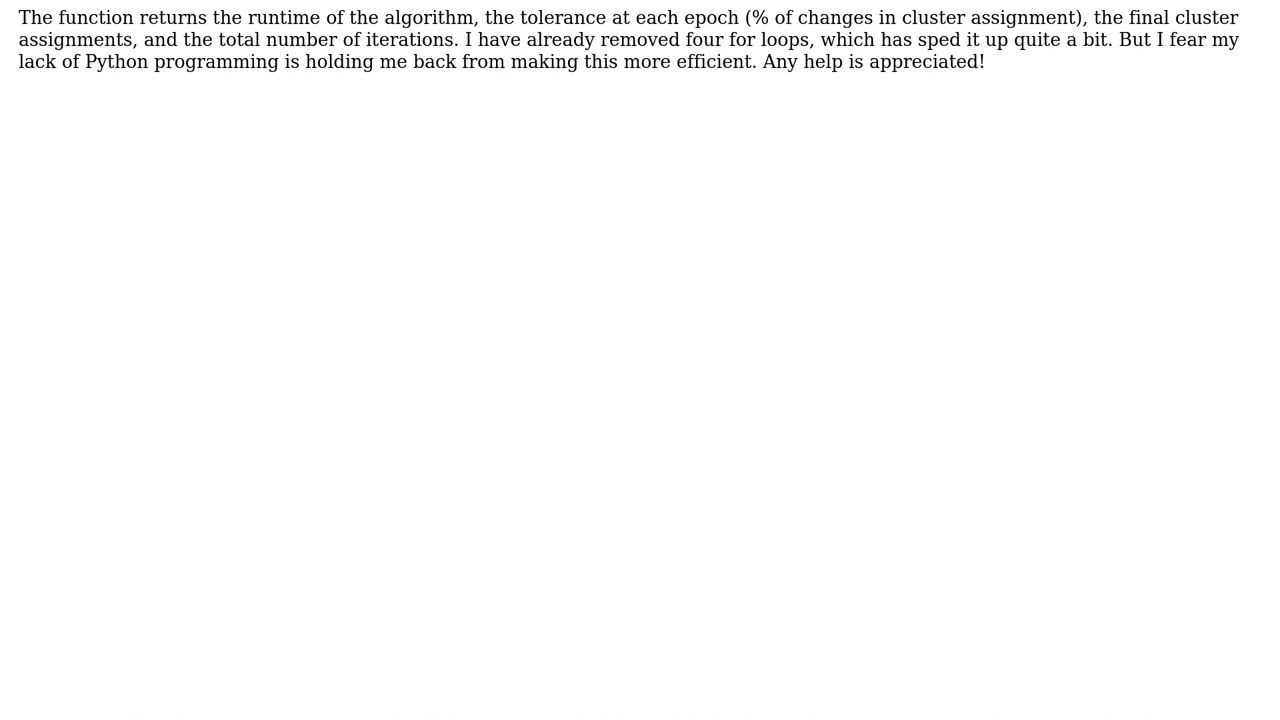 The function returns the runtime of the algorithm, the tolerance at each epoch (% of changes in cluster assignment), the final cluster
assignments, and the total number of iterations. I have already removed four for loops, which has sped it up quite a bit. But I fear my
lack of Python programming is holding me back from making this more efficient. Any help is appreciated!